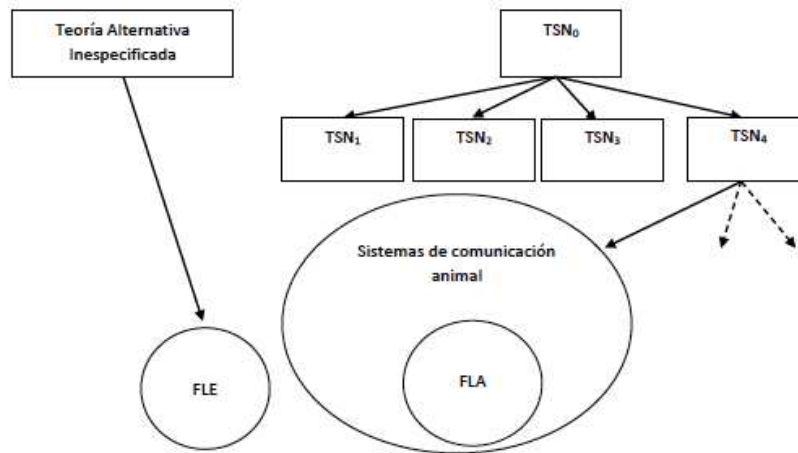 Teoría Alternativa
Inespecificada
TSN₀
TSN₁
TSN₂
TSN₃
TSN₄
Sistemas de comunicación
animal
FLE
FLA